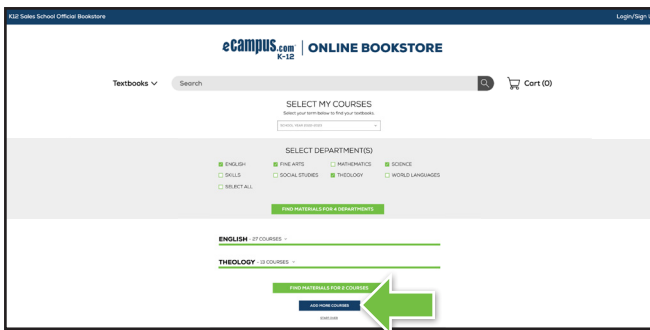 K12 Sales School Official Bookstore
Login/Sign U
ecampus.com K-12 | ONLINE BOOKSTORE
Textbooks
Search
Cart (0)
SELECT MY COURSES
Select your term below to find your textbooks
SELECT DEPARTMENT(S)
ENGLISH FINE ARTS MATHEMATICS SCIENCE
SKILLS SOCIAL STUDIES THEOLOGY WORLD LANGUAGES
SELECT ALL
FIND MATERIALS FOR 4 DEPARTMENTS
ENGLISH - 27 COURSES
THEOLOGY - 13 COURSES
FIND MATERIALS FOR 2 COURSES
ADD MORE COURSES